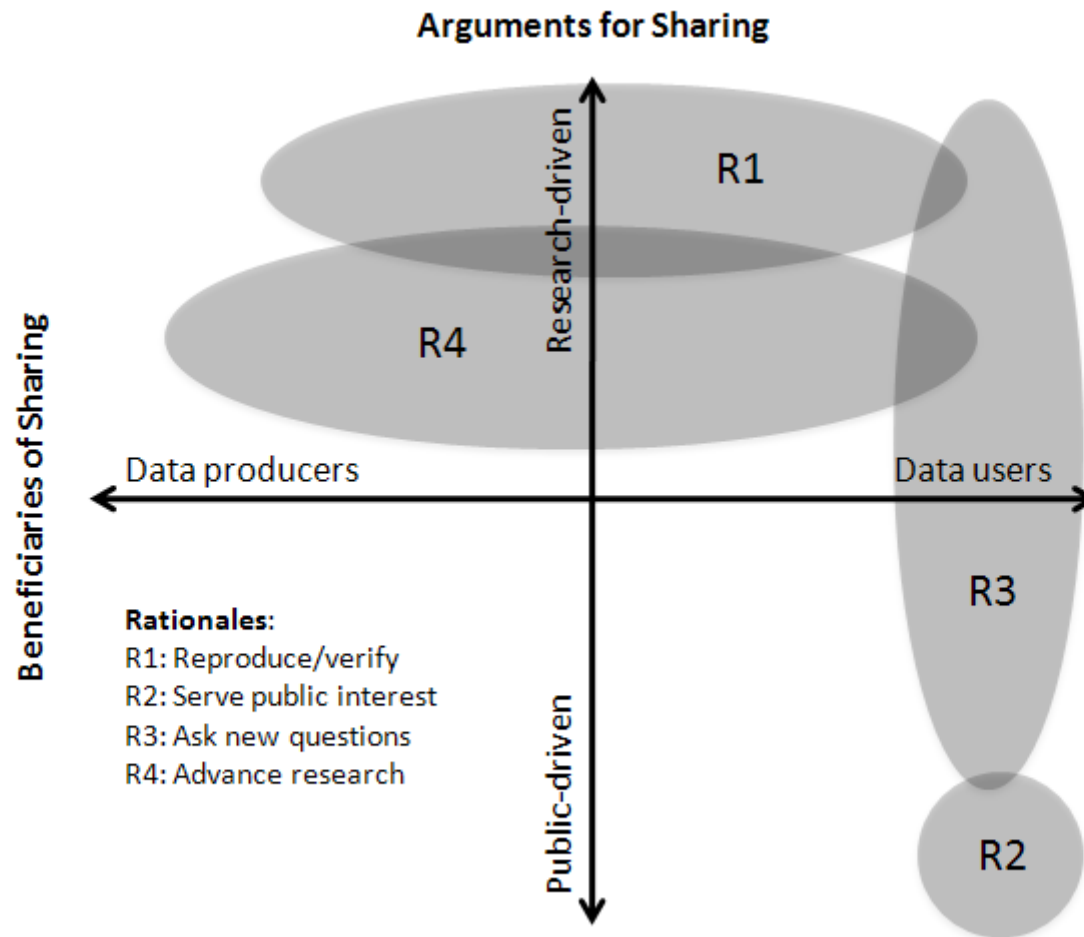 Arguments for Sharing
Research-driven
R1
R4
Beneficiaries of Sharing
Data producers
Data users
R3
Rationales:
R1: Reproduce/verify
R2: Serve public interest
R3: Ask new questions
R4: Advance research
Public-driven
R2